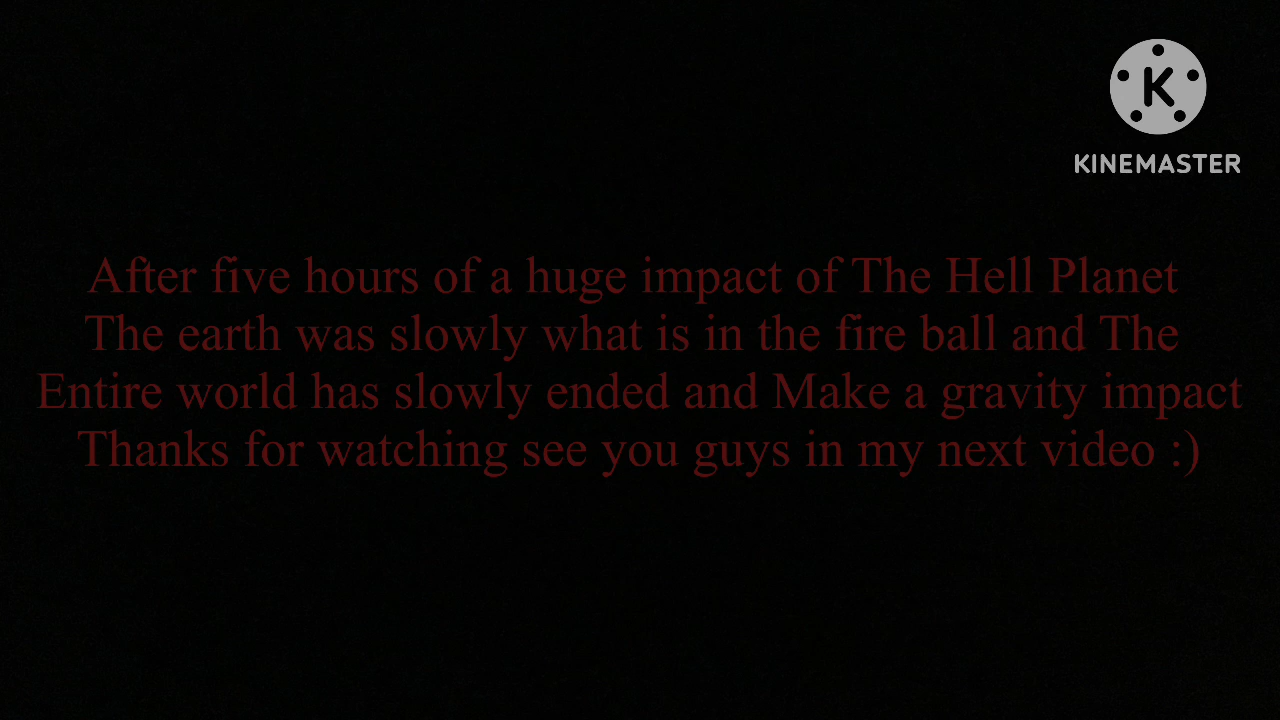 KINEMASTER
After five hours of a huge impact of The Hell Planet
The earth was slowly what is in the fire ball and The
Entire world has slowly ended and Make a gravity impact
Thanks for watching see you guys in my next video :)